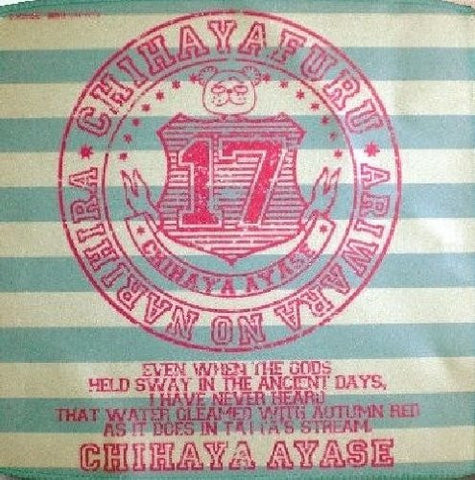 CHIHAYAFURU * ARIWARA NO NARIHIRA *
17
CHIHAYA AYASE
EVEN WHEN THE GODS
HELD SWAY IN THE ANCIENT DAYS,
I HAVE NEVER HEARD
THAT WATER GLEAMED WITH AUTUMN RED
AS IT DOES IN TATTA'S STREAM.
CHIHAYA AYASE